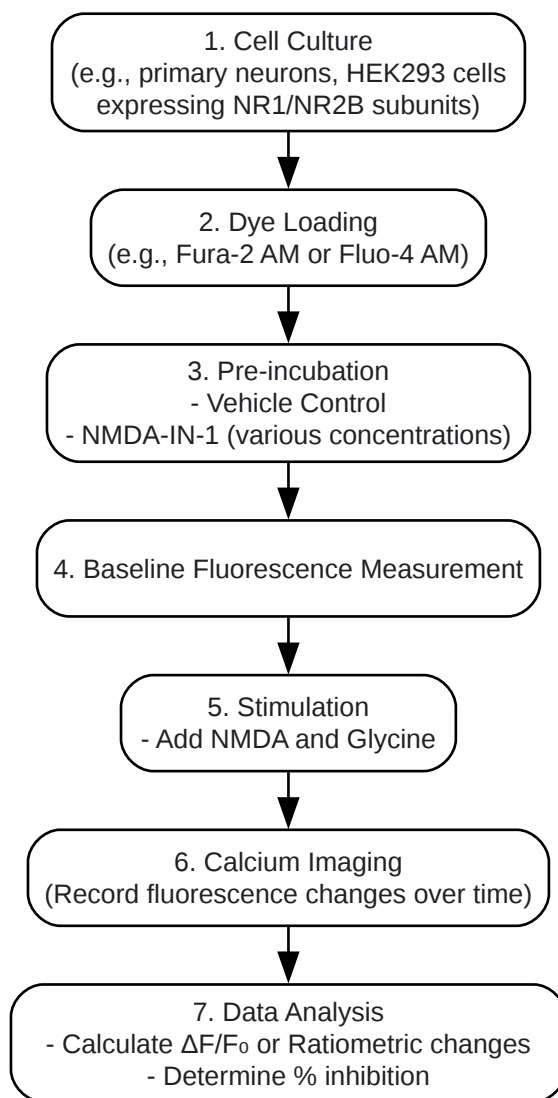 1. Cell Culture
(e.g., primary neurons, HEK293 cells
expressing NR1/NR2B subunits)
2. Dye Loading
(e.g., Fura-2 AM or Fluo-4 AM)
3. Pre-incubation
- Vehicle Control
- NMDA-IN-1 (various concentrations)
4. Baseline Fluorescence Measurement
5. Stimulation
- Add NMDA and Glycine
6. Calcium Imaging
(Record fluorescence changes over time)
7. Data Analysis
- Calculate ΔF/F₀ or Ratiometric changes
- Determine % inhibition